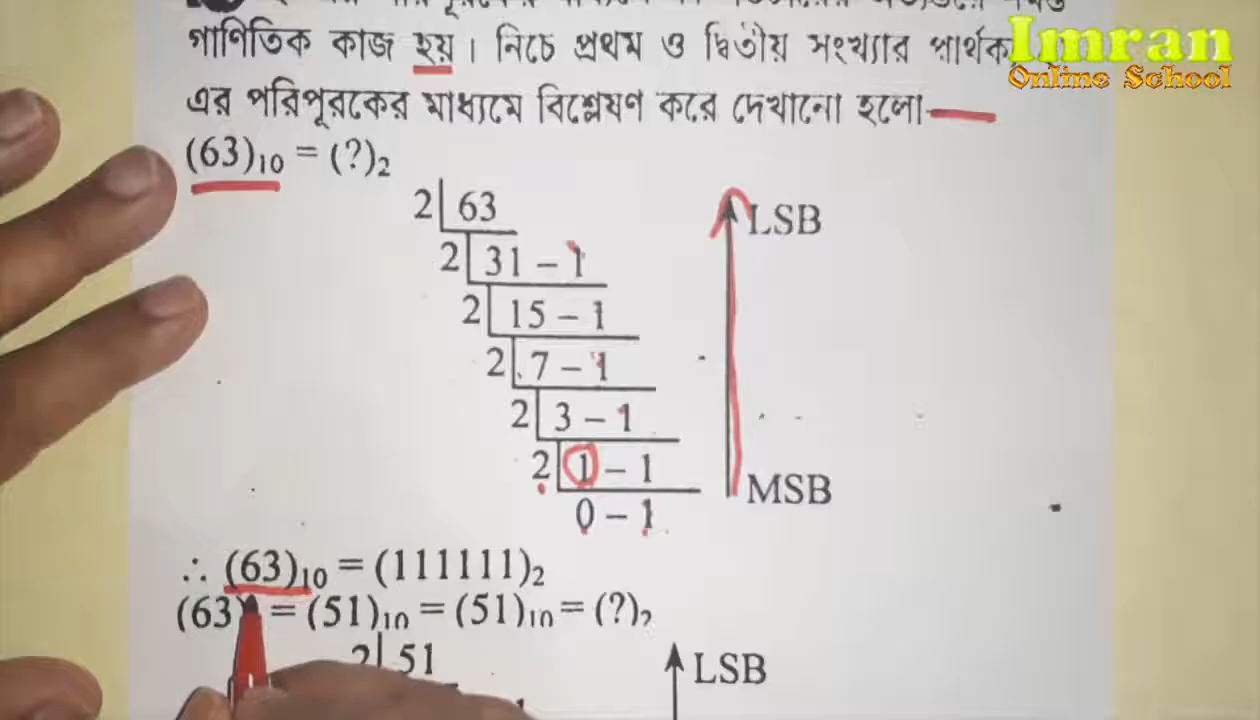 গাণিতিক কাজ হয়। নিচে প্রথম ও দ্বিতীয় সংখ্যার পার্থক্য
Imran
Online School
এর পরিপূরকের মাধ্যমে বিশ্লেষণ করে দেখানো হলো—
(63)₁₀ = (?)₂
2 63
2 31 – 1
2 15 – 1
2 7 – 1
2 3 – 1
2 1 – 1
0 – 1
LSB
MSB
∴ (63)₁₀ = (111111)₂
(63) = (51)₁₀ = (51)₁₀ = (?)₂
2 51
LSB